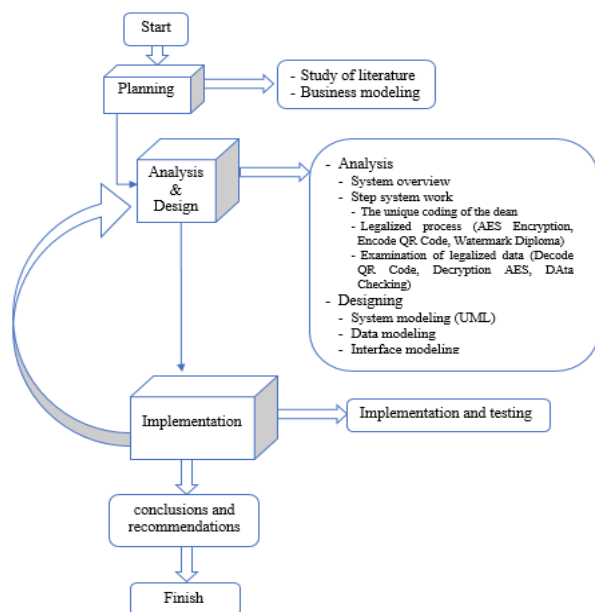 Start
Planning
- Study of literature
- Business modeling
Analysis
&
Design
- Analysis
- System overview
- Step system work
- The unique coding of the dean
- Legalized process (AES Encryption,
Encode QR Code, Watermark Diploma)
- Examination of legalized data (Decode
QR Code, Decryption AES, DAta
Checking)
- Designing
- System modeling (UML)
- Data modeling
- Interface modeling
Implementation
Implementation and testing
conclusions and
recommendations
Finish